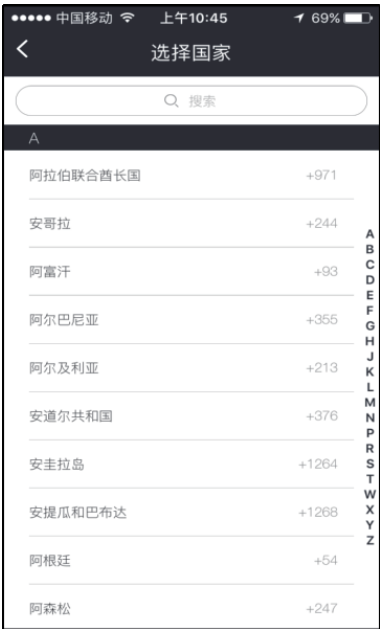 中国移动 上午10:45 69%
选择国家
搜索
A
阿拉伯联合酋长国 +971
安哥拉 +244
阿富汗 +93
阿尔巴尼亚 +355
阿尔及利亚 +213
安道尔共和国 +376
安圭拉岛 +1264
安提瓜和巴布达 +1268
阿根廷 +54
阿森松 +247
A
B
C
D
E
F
G
H
J
K
L
M
N
P
R
S
T
W
X
Y
Z